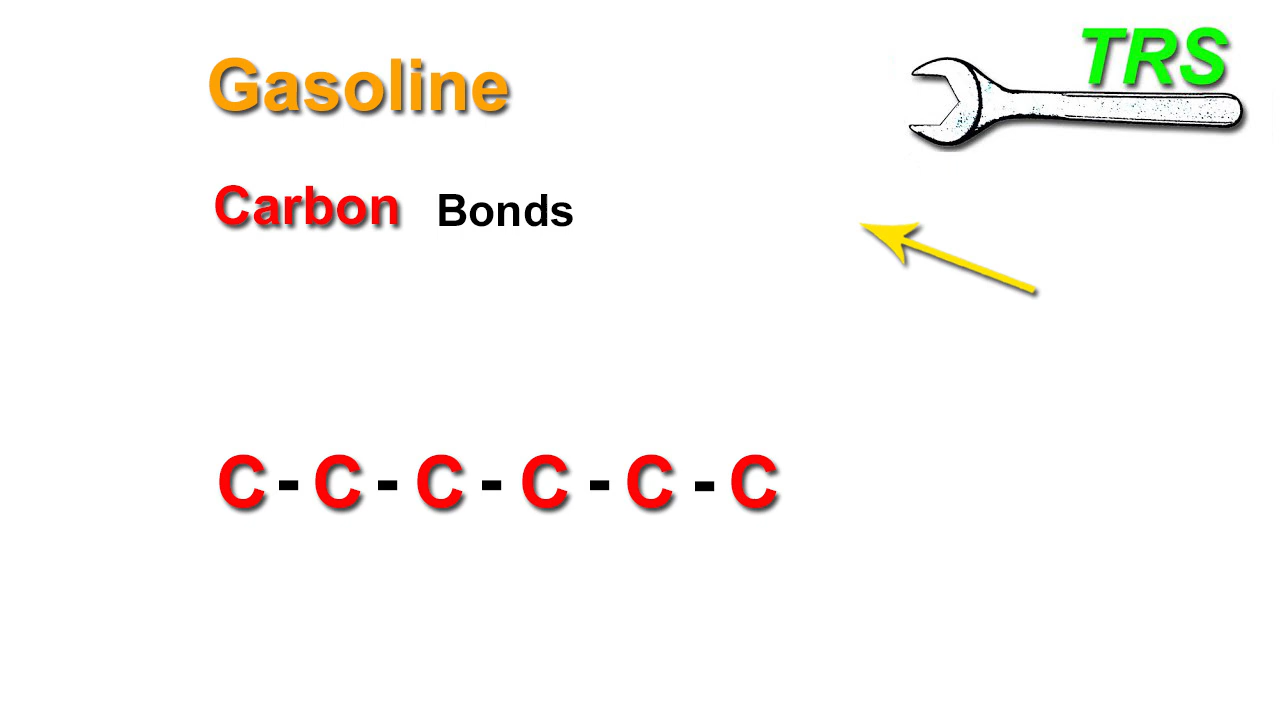 Gasoline
TRS
Carbon Bonds
C - C - C - C - C - C